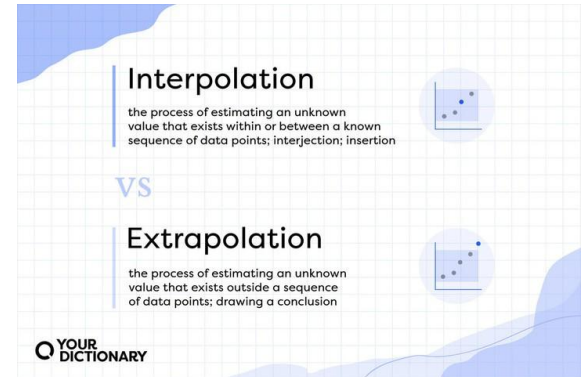 Interpolation
the process of estimating an unknown
value that exists within or between a known
sequence of data points; interjection; insertion
VS
Extrapolation
the process of estimating an unknown
value that exists outside a sequence
of data points; drawing a conclusion
YOUR
DICTIONARY